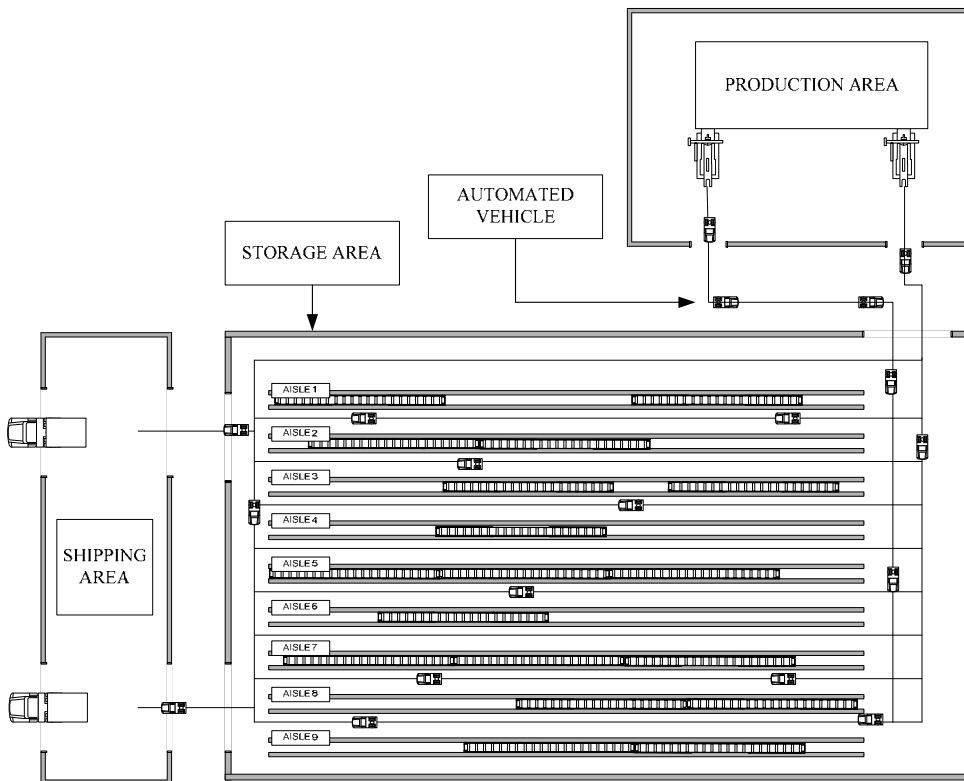 PRODUCTION AREA
AUTOMATED
VEHICLE
STORAGE AREA
AISLE 1
AISLE 2
AISLE 3
AISLE 4
AISLE 5
AISLE 6
AISLE 7
AISLE 8
AISLE 9
SHIPPING
AREA